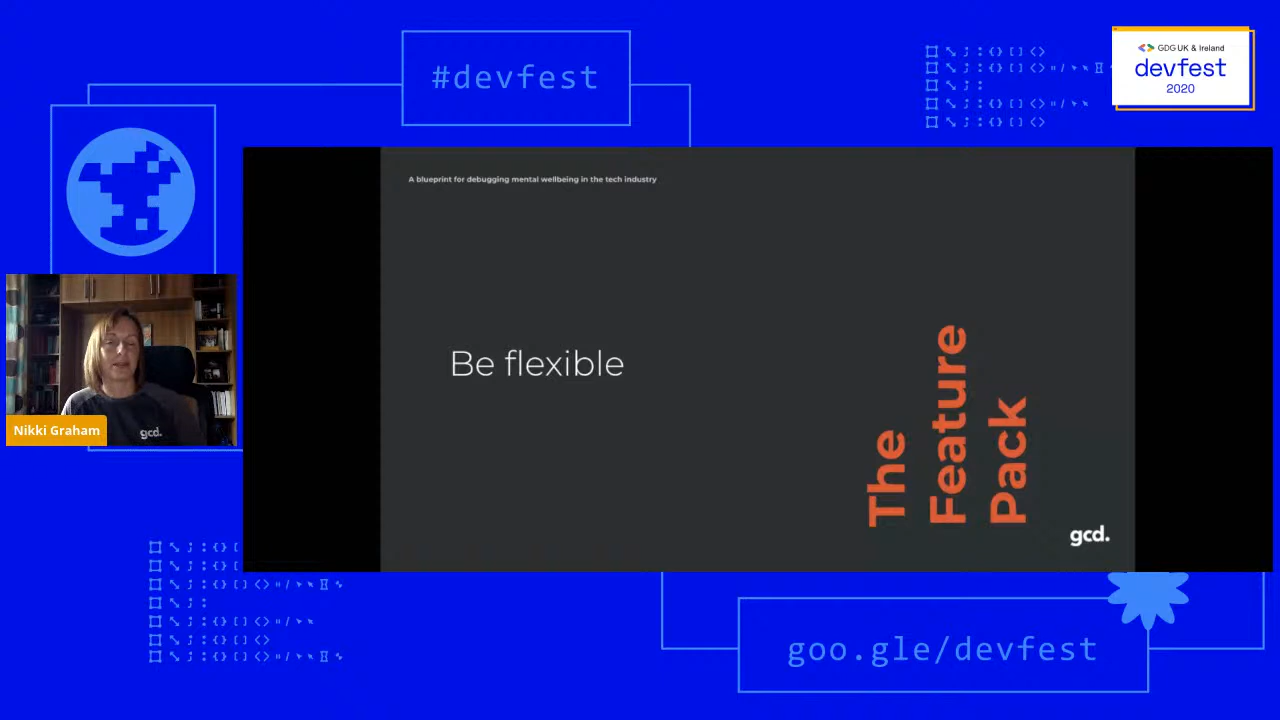 #devfest
GDG UK & Ireland
devfest
2020
A blueprint for debugging mental wellbeing in the tech industry
Be flexible
The
Feature
Pack
gcd.
gcd.
Nikki Graham
goo.gle/devfest